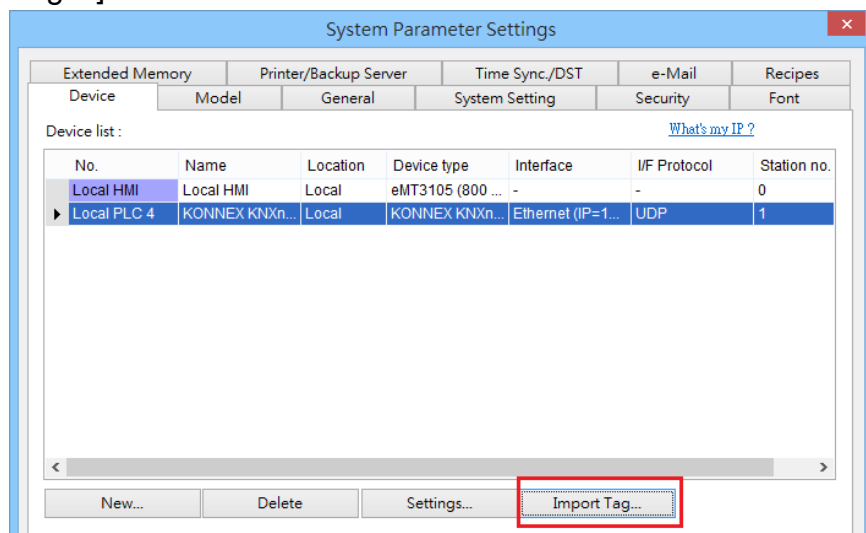 System Parameter Settings
Extended Memory Printer/Backup Server Time Sync./DST e-Mail Recipes
Device Model General System Setting Security Font
Device list : What's my IP ?
No. Name Location Device type Interface I/F Protocol Station no.
Local HMI Local HMI Local eMT3105 (800 ... - - 0
Local PLC 4 KONNEX KNXn... Local KONNEX KNXn... Ethernet (IP=1... UDP 1
New... Delete Settings... Import Tag...